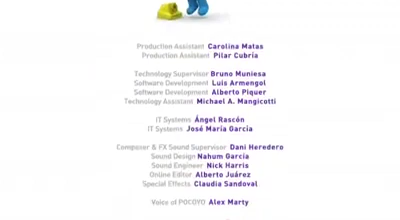 Production Assistant Carolina Matas
Production Assistant Pilar Cubría
Technology Supervisor Bruno Muniesa
Software Development Luis Armengol
Software Development Alberto Piquer
Technology Assistant Michael A. Mangicotti
IT Systems Ángel Rascón
IT Systems José María García
Composer & FX Sound Supervisor Dani Heredero
Sound Design Nahum García
Sound Engineer Nick Harris
Online Editor Alberto Juárez
Special Effects Claudia Sandoval
Voice of POCOYO Alex Marty